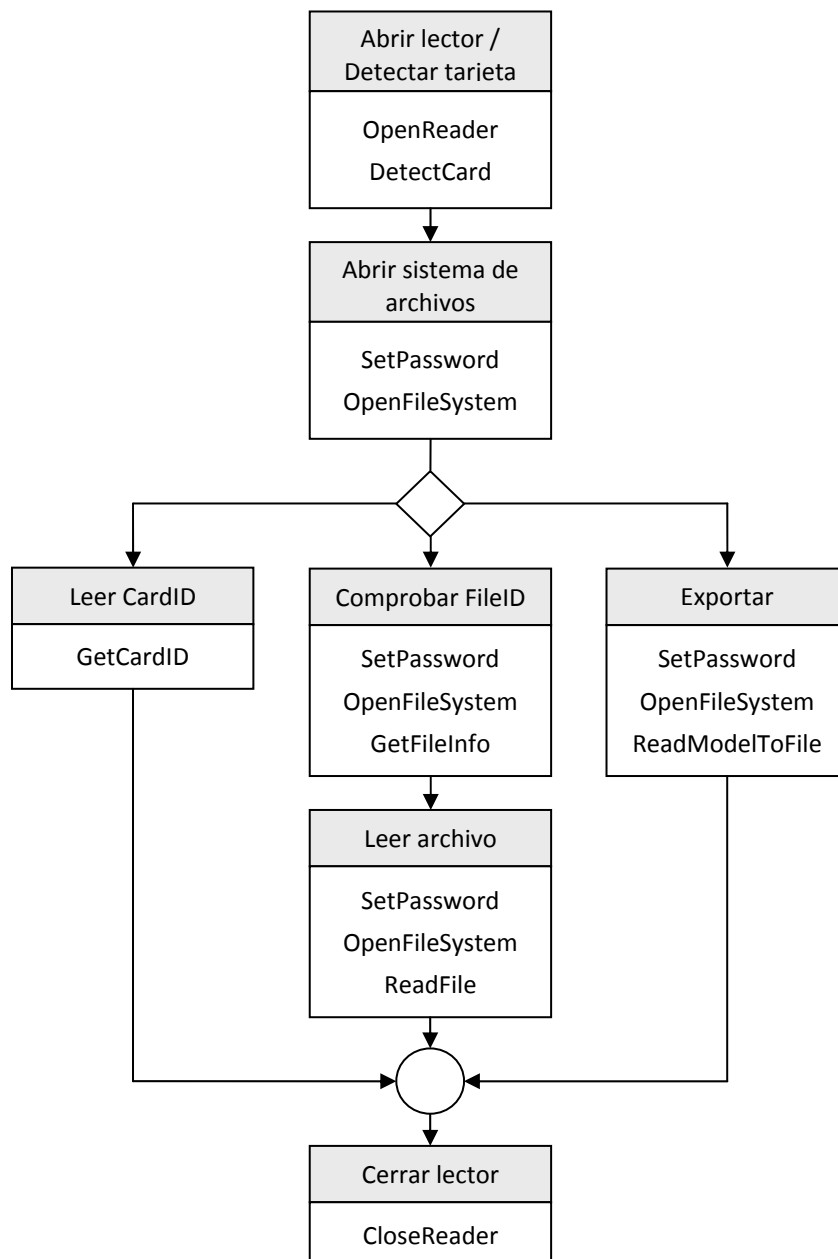 Abrir lector /
Detectar tarjeta
OpenReader
DetectCard
Abrir sistema de
archivos
SetPassword
OpenFileSystem
Leer CardID
GetCardID
Comprobar FileID
SetPassword
OpenFileSystem
GetFileInfo
Exportar
SetPassword
OpenFileSystem
ReadModelToFile
Leer archivo
SetPassword
OpenFileSystem
ReadFile
Cerrar lector
CloseReader